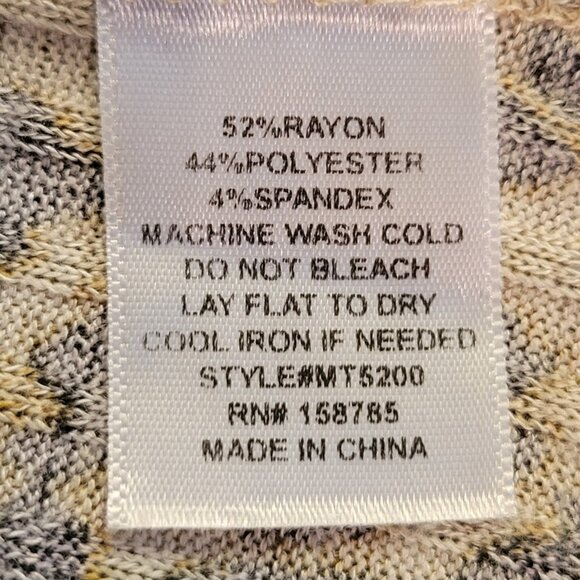 52%RAYON
44%POLYESTER
4%SPANDEX
MACHINE WASH COLD
DO NOT BLEACH
LAY FLAT TO DRY
COOL IRON IF NEEDED
STYLE#MT5200
RN# 158785
MADE IN CHINA